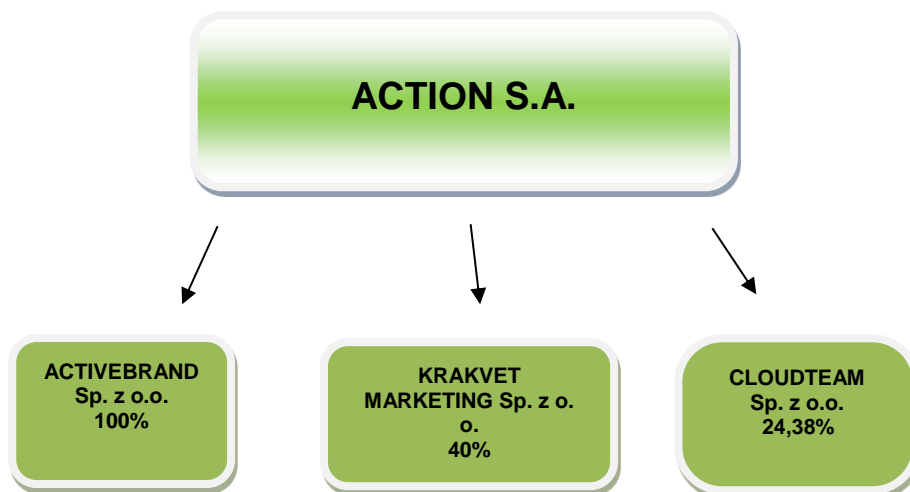 ACTION S.A.
ACTIVEBRAND
Sp. z o.o.
100%
KRAKVET
MARKETING Sp. z o.
o.
40%
CLOUDTEAM
Sp. z o.o.
24,38%